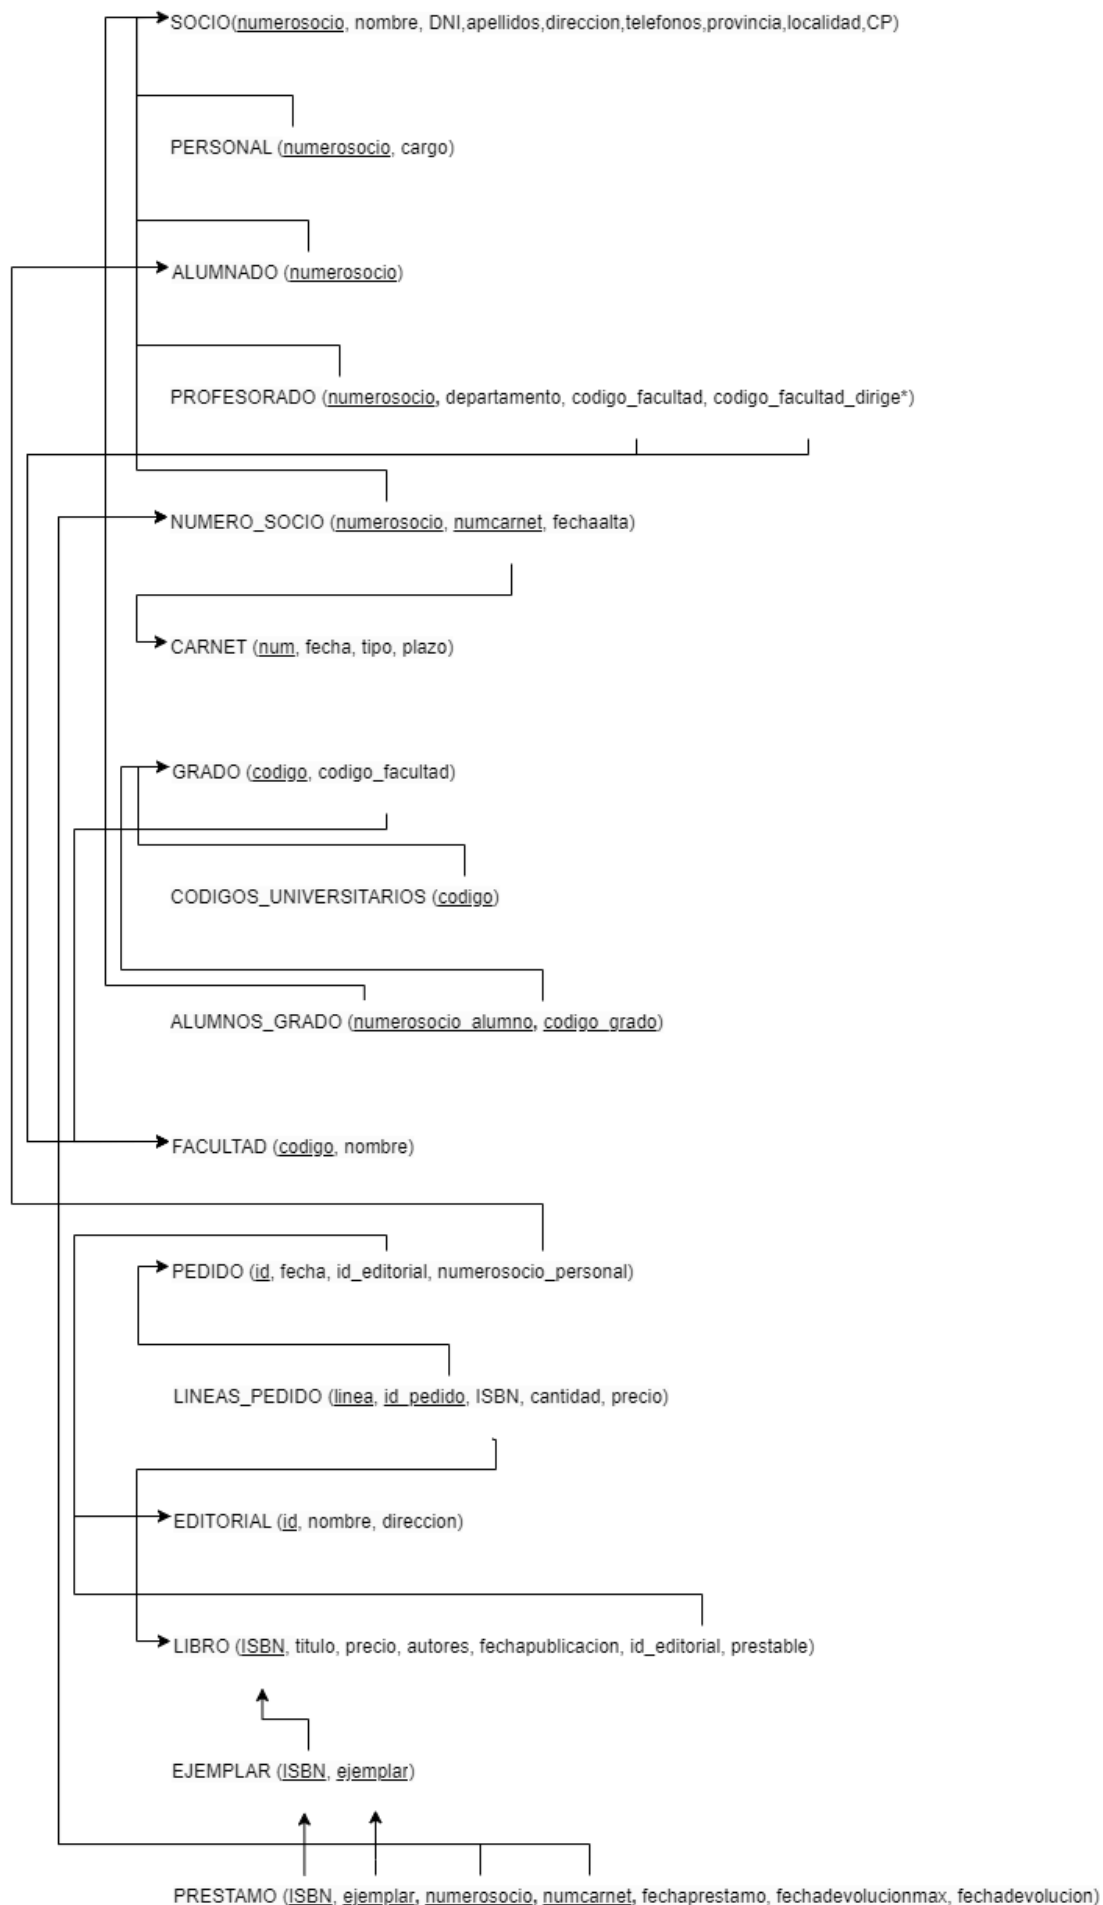 SOCIO(numerosocio, nombre, DNI,apellidos,direccion,telefonos,provincia,localidad,CP)
PERSONAL (numerosocio, cargo)
ALUMNADO (numerosocio)
PROFESORADO (numerosocio, departamento, codigo_facultad, codigo_facultad_dirige*)
NUMERO_SOCIO (numerosocio, numcarnet, fechaalta)
CARNET (num, fecha, tipo, plazo)
GRADO (codigo, codigo_facultad)
CODIGOS_UNIVERSITARIOS (codigo)
ALUMNOS_GRADO (numerosocio_alumno, codigo_grado)
FACULTAD (codigo, nombre)
PEDIDO (id, fecha, id_editorial, numerosocio_personal)
LINEAS_PEDIDO (linea, id_pedido, ISBN, cantidad, precio)
EDITORIAL (id, nombre, direccion)
LIBRO (ISBN, titulo, precio, autores, fechapublicacion, id_editorial, prestable)
EJEMPLAR (ISBN, ejemplar)
PRESTAMO (ISBN, ejemplar, numerosocio, numcarnet, fechaprestamo, fechadevolucionmax, fechadevolucion)